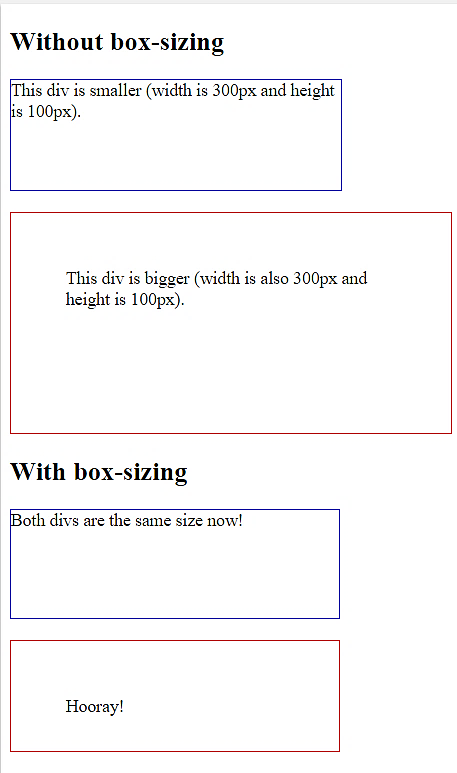 Without box-sizing
This div is smaller (width is 300px and height
is 100px).
This div is bigger (width is also 300px and
height is 100px).
With box-sizing
Both divs are the same size now!
Hooray!